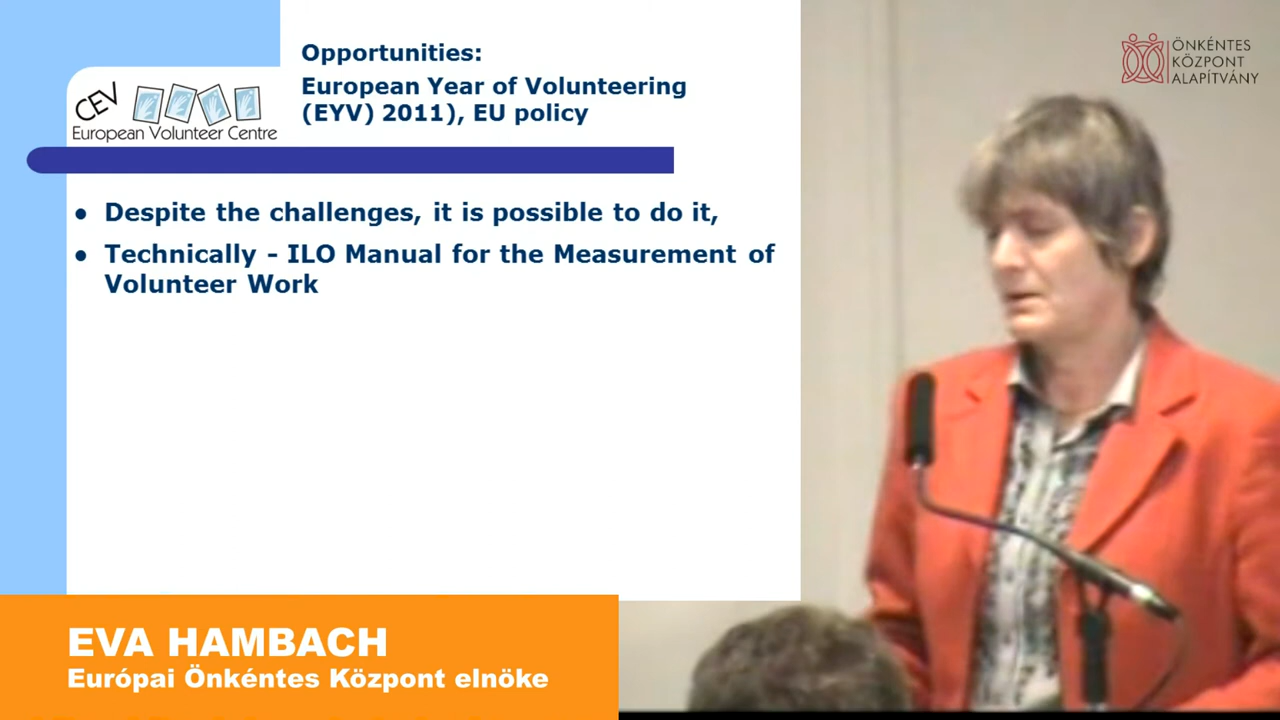 Opportunities:
European Year of Volunteering
(EYV) 2011), EU policy
CEV
European Volunteer Centre
● Despite the challenges, it is possible to do it,
● Technically - ILO Manual for the Measurement of
Volunteer Work
ÖNKÉNTES
KÖZPONT
ALAPÍTVÁNY
EVA HAMBACH
Európai Önkéntes Központ elnöke